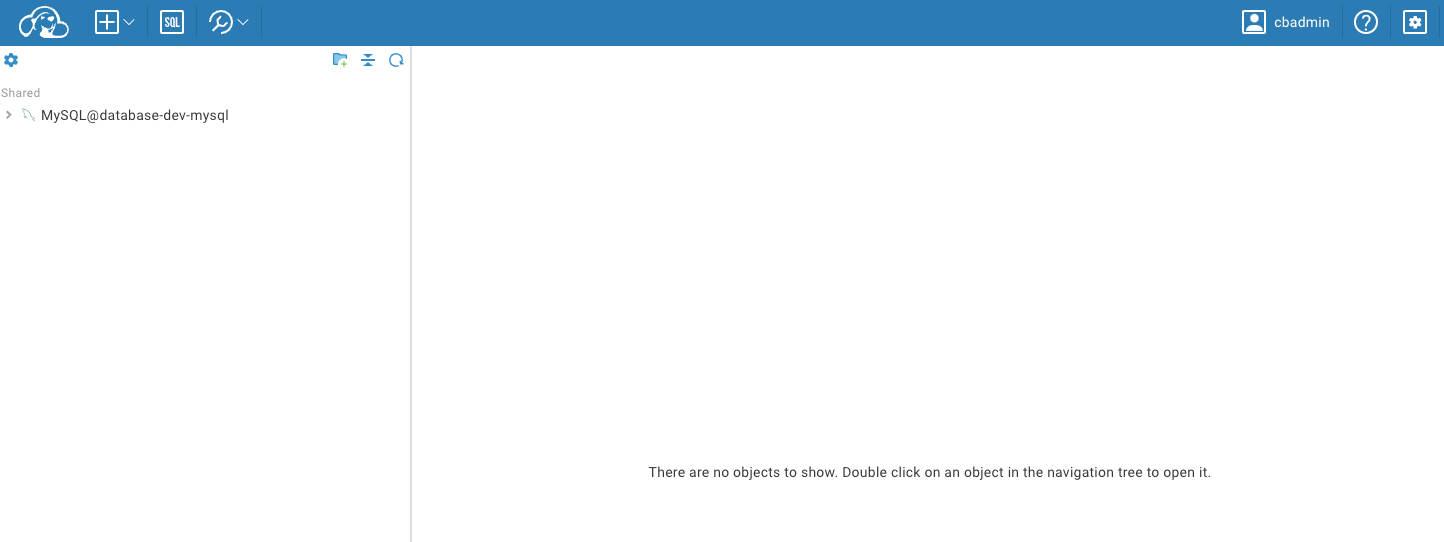 SQL
cbadmin
Shared
MySQL@database-dev-mysql
There are no objects to show. Double click on an object in the navigation tree to open it.